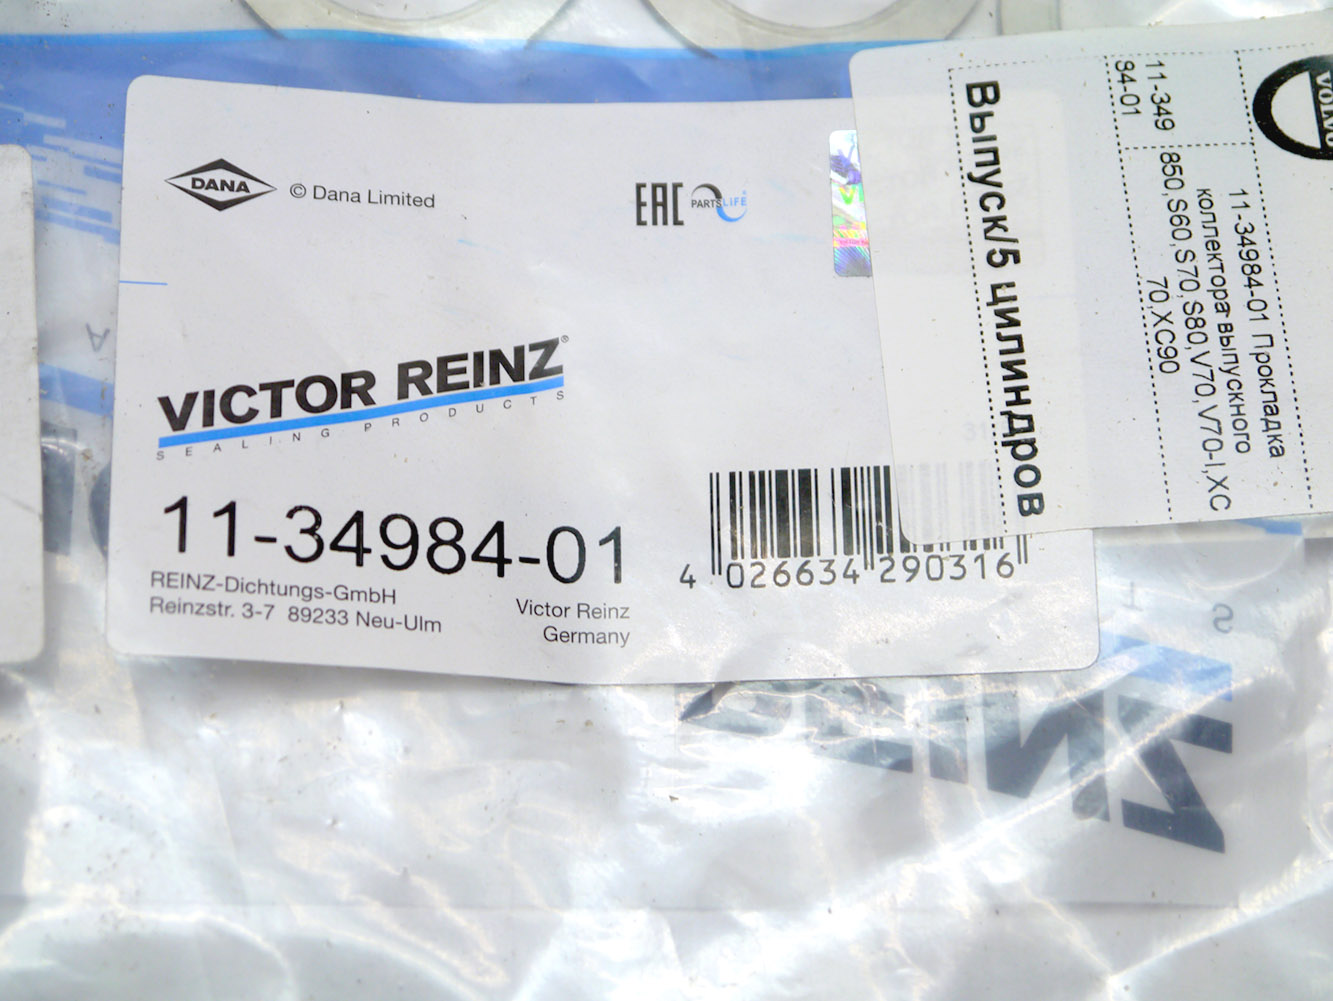 DANA
© Dana Limited
EAC
PARTSLIFE
VICTOR REINZ®
SEALING PRODUCTS
11-34984-01
REINZ-Dichtungs-GmbH
Reinzstr. 3-7 89233 Neu-Ulm
Victor Reinz
Germany
4 026634 290316
VOLVO
11-34984-01 Прокладка
коллектора выпускного
850,S60,S70,S80,V70,V70-I,XC
70,XC90
11-349
84-01
Выпуск/5 цилиндров